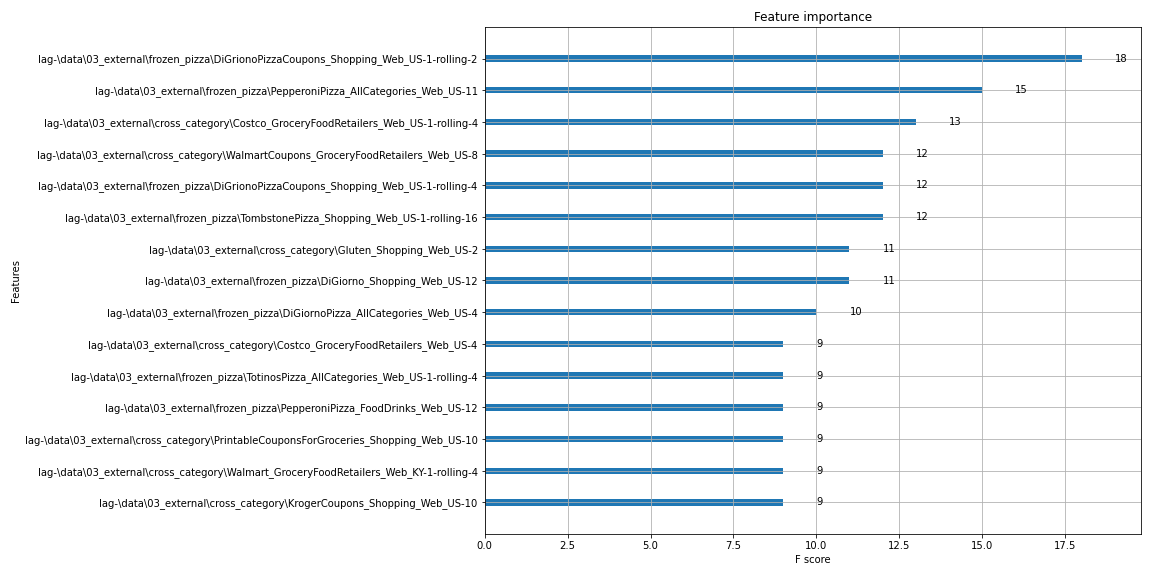 Feature importance
lag-\data\03_external\frozen_pizza\DiGrionoPizzaCoupons_Shopping_Web_US-1-rolling-2 18
lag-\data\03_external\frozen_pizza\PepperoniPizza_AllCategories_Web_US-11 15
lag-\data\03_external\cross_category\Costco_GroceryFoodRetailers_Web_US-1-rolling-4 13
lag-\data\03_external\cross_category\WalmartCoupons_GroceryFoodRetailers_Web_US-8 12
lag-\data\03_external\frozen_pizza\DiGrionoPizzaCoupons_Shopping_Web_US-1-rolling-4 12
lag-\data\03_external\frozen_pizza\TombstonePizza_Shopping_Web_US-1-rolling-16 12
lag-\data\03_external\cross_category\Gluten_Shopping_Web_US-2 11
lag-\data\03_external\frozen_pizza\DiGiorno_Shopping_Web_US-12 11
lag-\data\03_external\frozen_pizza\DiGiornoPizza_AllCategories_Web_US-4 10
lag-\data\03_external\cross_category\Costco_GroceryFoodRetailers_Web_US-4 9
lag-\data\03_external\frozen_pizza\TotinosPizza_AllCategories_Web_US-1-rolling-4 9
lag-\data\03_external\frozen_pizza\PepperoniPizza_FoodDrinks_Web_US-12 9
lag-\data\03_external\cross_category\PrintableCouponsForGroceries_Shopping_Web_US-10 9
lag-\data\03_external\cross_category\Walmart_GroceryFoodRetailers_Web_KY-1-rolling-4 9
lag-\data\03_external\cross_category\KrogerCoupons_Shopping_Web_US-10 9
Features
0.0 2.5 5.0 7.5 10.0 12.5 15.0 17.5
F score